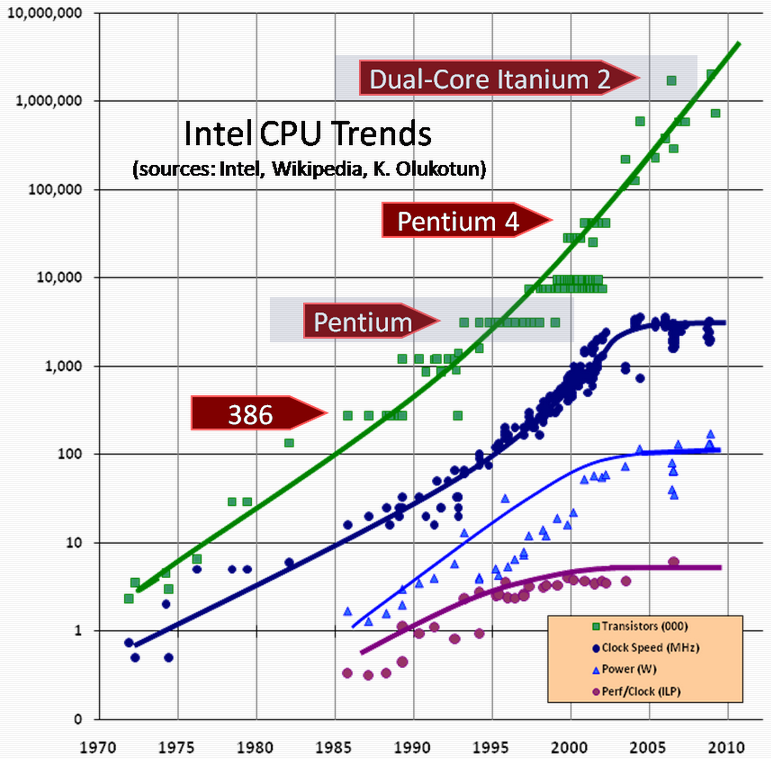 10,000,000
1,000,000
100,000
10,000
1,000
100
10
1
0
Dual-Core Itanium 2
Intel CPU Trends
(sources: Intel, Wikipedia, K. Olukotun)
Pentium 4
Pentium
386
Transistors (000)
Clock Speed (MHz)
Power (W)
Perf/Clock (ILP)
1970 1975 1980 1985 1990 1995 2000 2005 2010